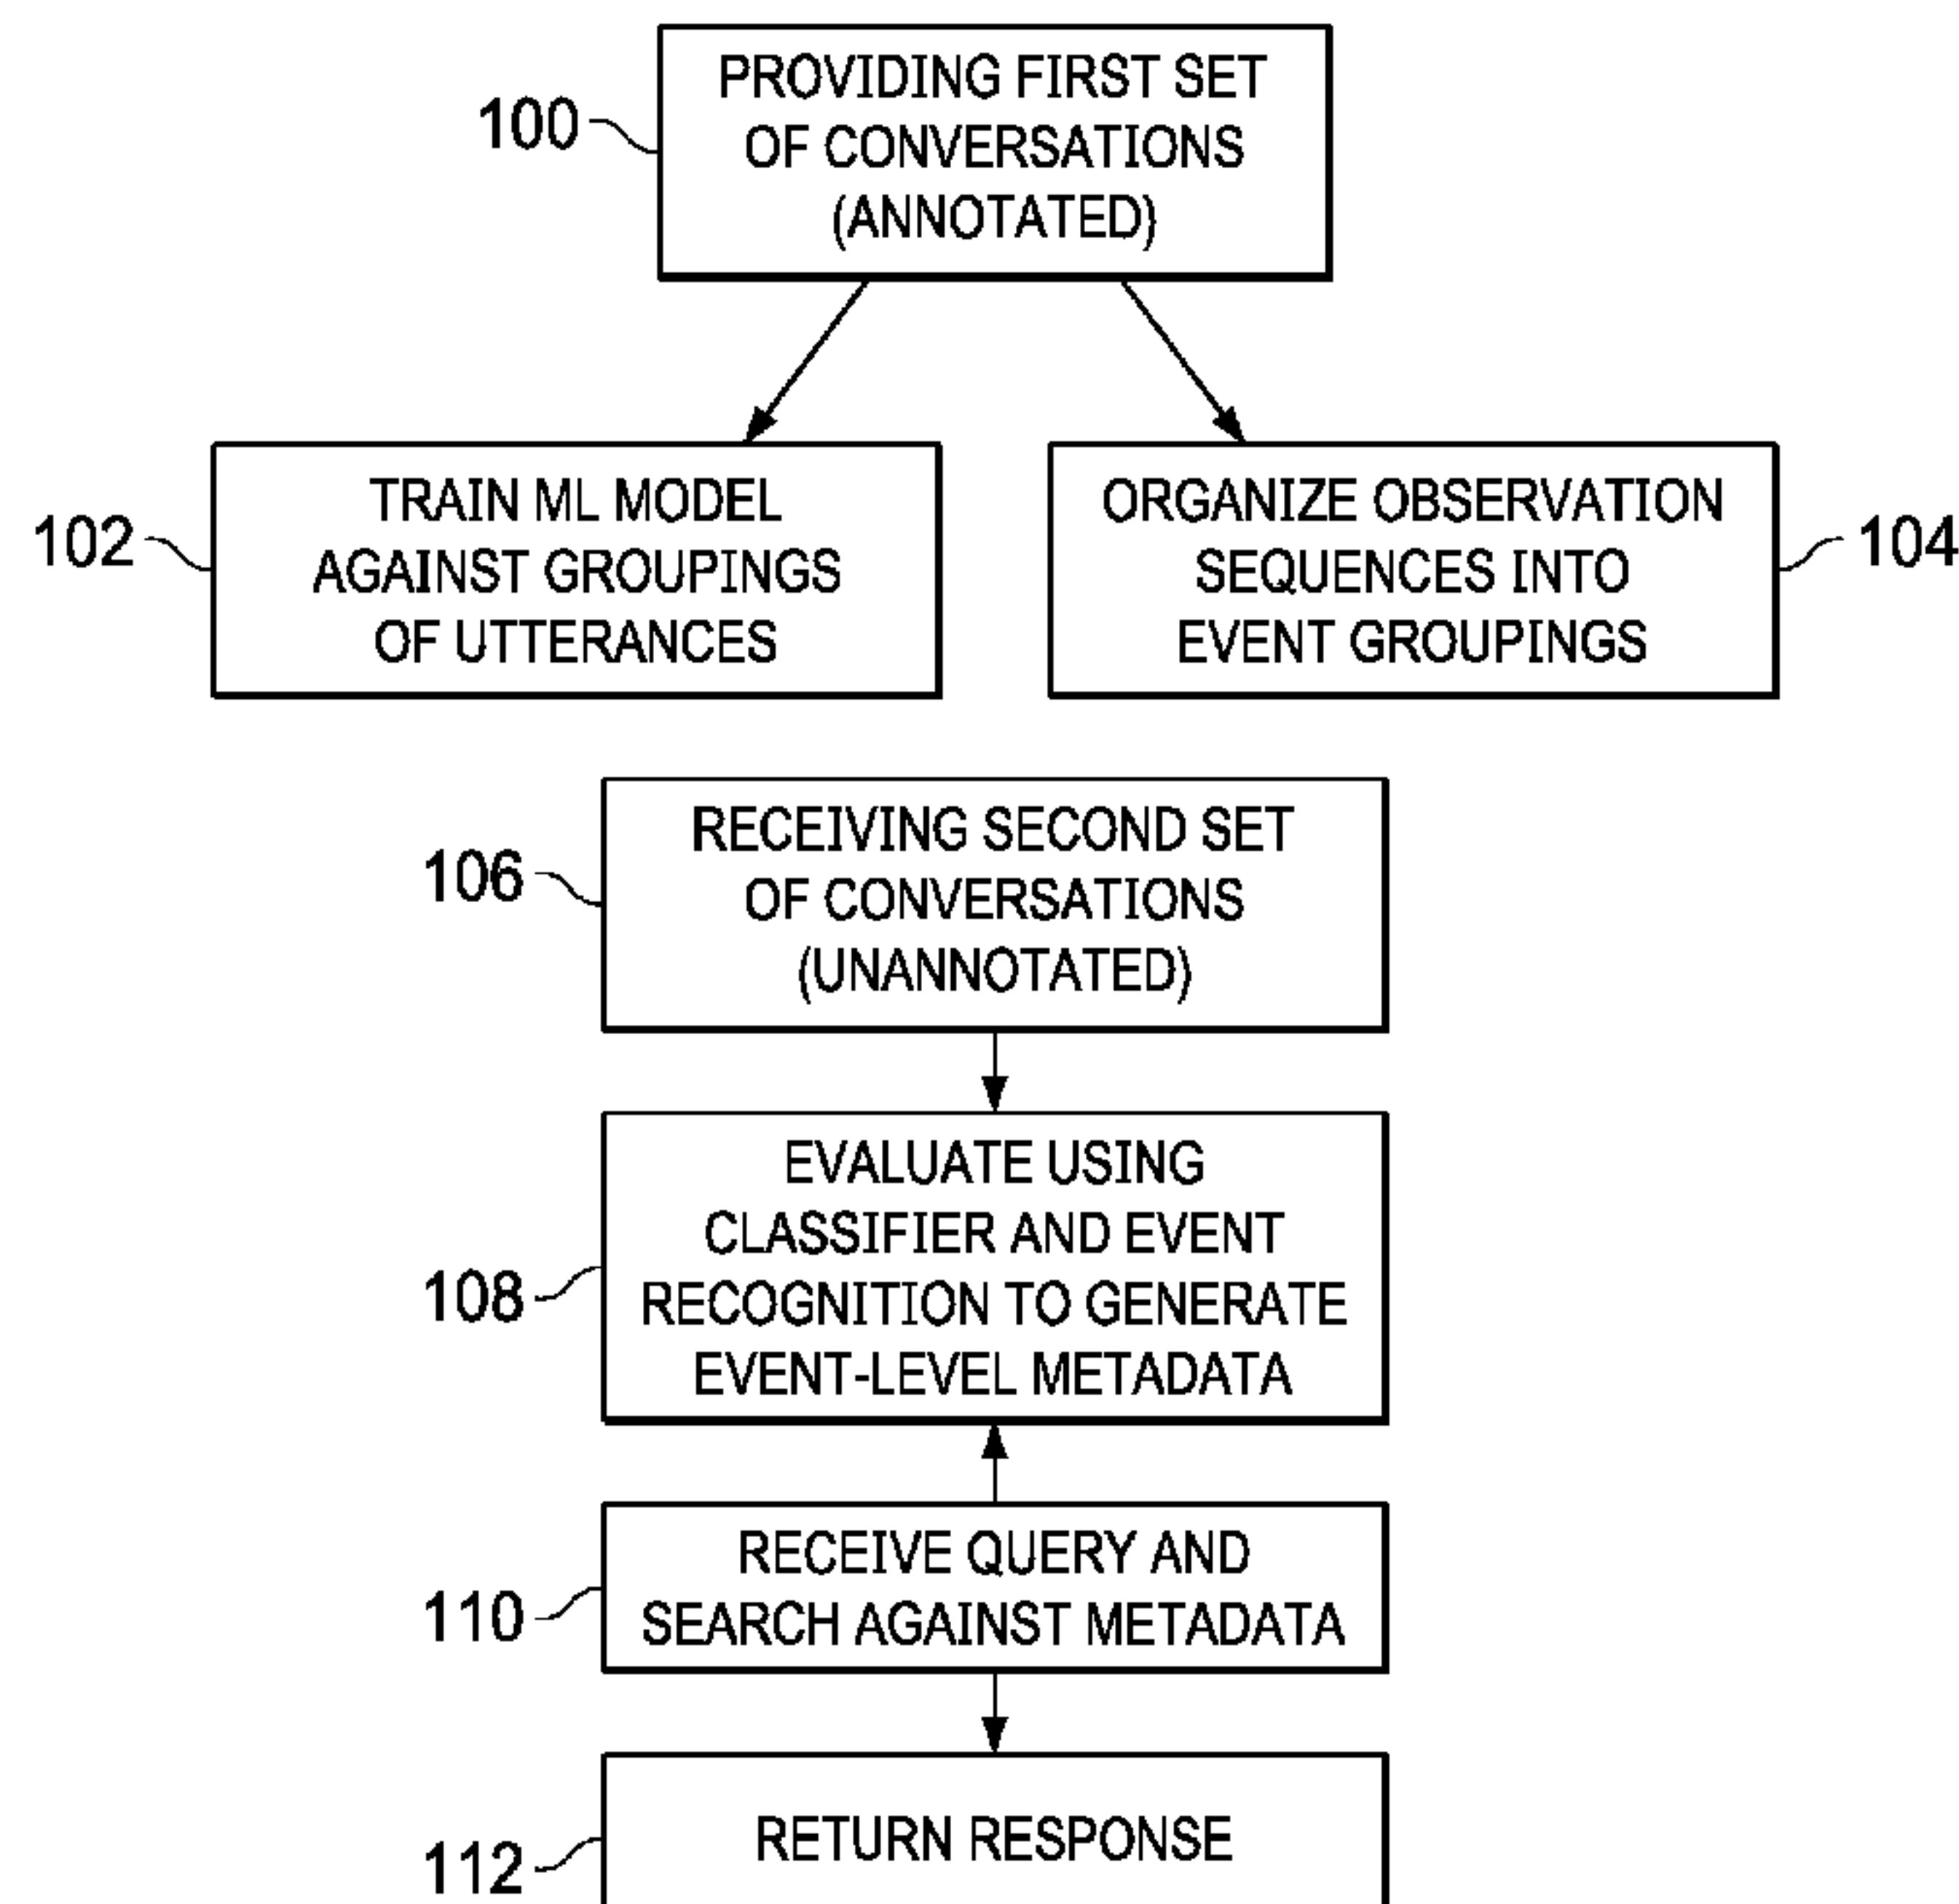 100
PROVIDING FIRST SET
OF CONVERSATIONS
(ANNOTATED)
102
TRAIN ML MODEL
AGAINST GROUPINGS
OF UTTERANCES
ORGANIZE OBSERVATION
SEQUENCES INTO
EVENT GROUPINGS
104
106
RECEIVING SECOND SET
OF CONVERSATIONS
(UNANNOTATED)
108
EVALUATE USING
CLASSIFIER AND EVENT
RECOGNITION TO GENERATE
EVENT-LEVEL METADATA
110
RECEIVE QUERY AND
SEARCH AGAINST METADATA
112
RETURN RESPONSE